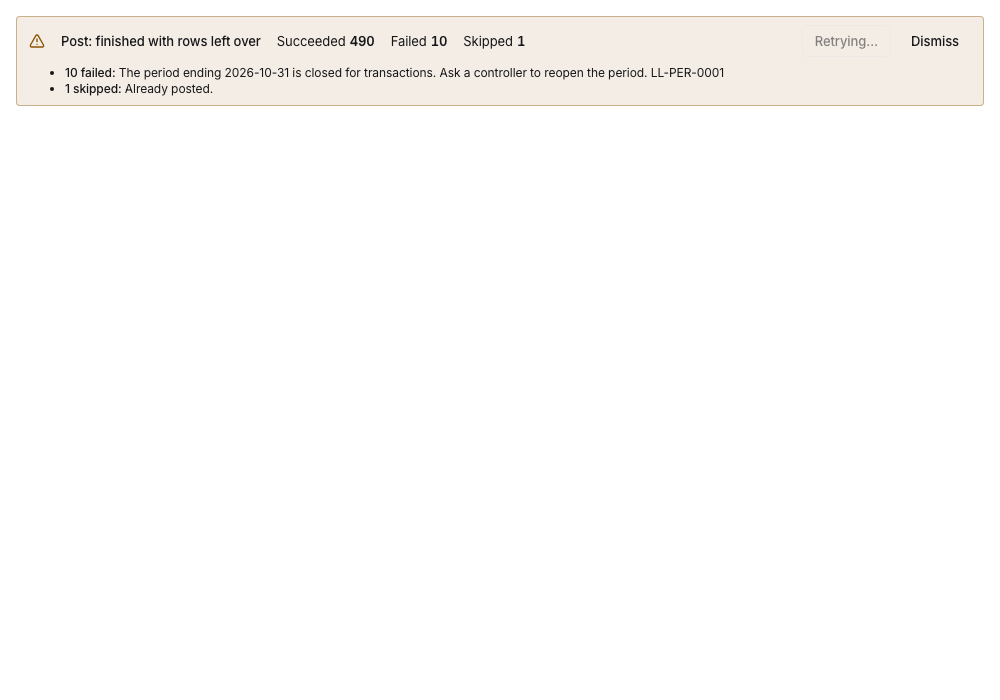 Post: finished with rows left over Succeeded 490 Failed 10 Skipped 1 Retrying... Dismiss
• 10 failed: The period ending 2026-10-31 is closed for transactions. Ask a controller to reopen the period. LL-PER-0001
• 1 skipped: Already posted.